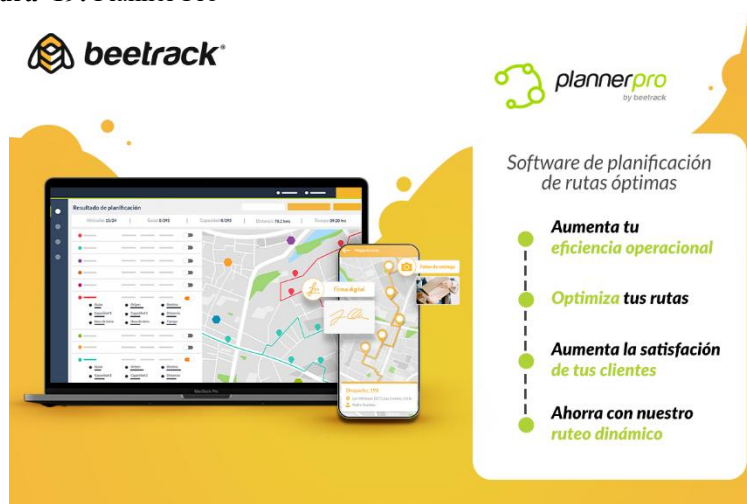 beetrack
plannerpro
by beetrack
Software de planificación
de rutas óptimas
Aumenta tu
eficiencia operacional
Optimiza tus rutas
Aumenta la satisfacción
de tus clientes
Ahorra con nuestro
ruteo dinámico
Resultado de planificación
Firma digital